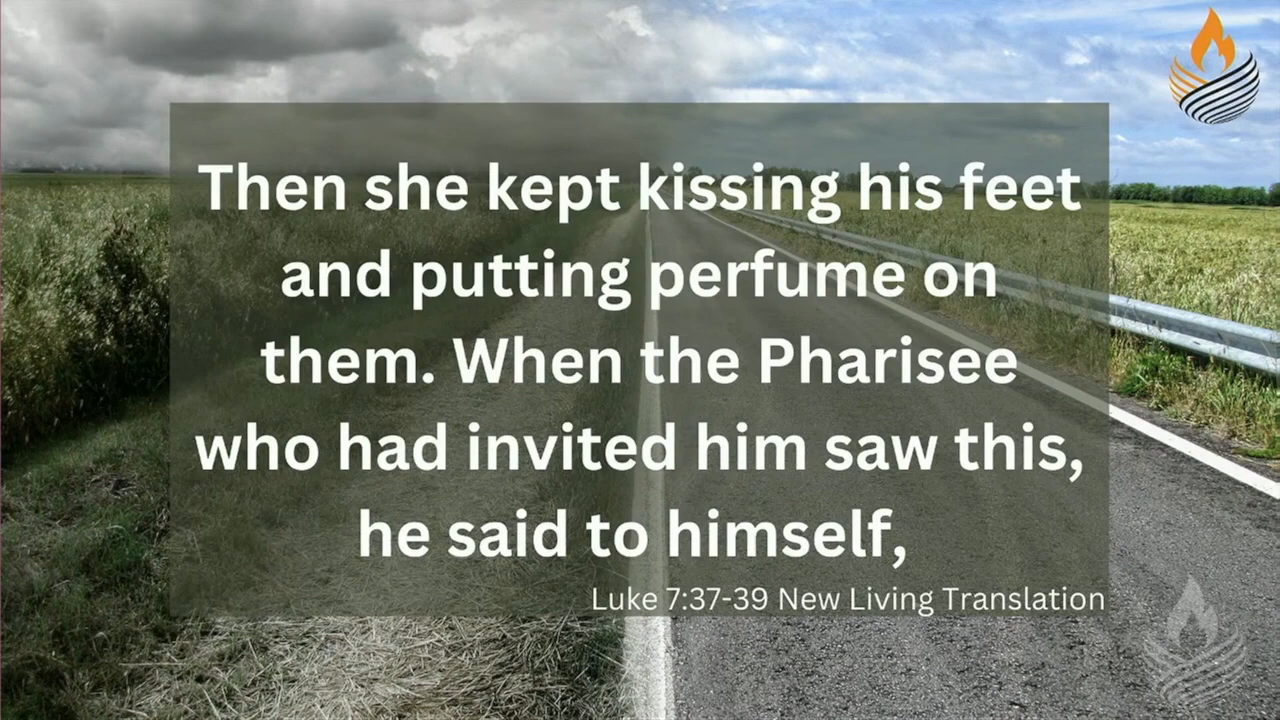 Then she kept kissing his feet
and putting perfume on
them. When the Pharisee
who had invited him saw this,
he said to himself,
Luke 7:37-39 New Living Translation